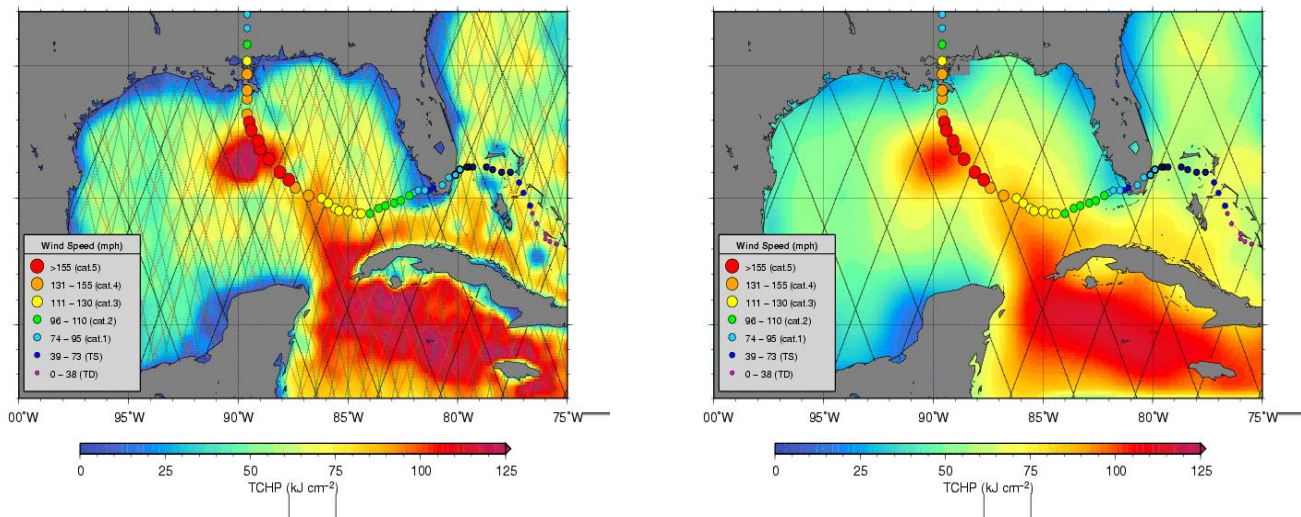 Wind Speed (mph)
>155 (cat.5)
131 – 155 (cat.4)
111 – 130 (cat.3)
96 – 110 (cat.2)
74 – 95 (cat.1)
39 – 73 (TS)
0 – 38 (TD)
00°W 95°W 90°W 85°W 80°W 75°W
0 25 50 75 100 125
TCHP (kJ cm⁻²)
Wind Speed (mph)
>155 (cat.5)
131 – 155 (cat.4)
111 – 130 (cat.3)
96 – 110 (cat.2)
74 – 95 (cat.1)
39 – 73 (TS)
0 – 38 (TD)
00°W 95°W 90°W 85°W 80°W 75°W
0 25 50 75 100 125
TCHP (kJ cm⁻²)